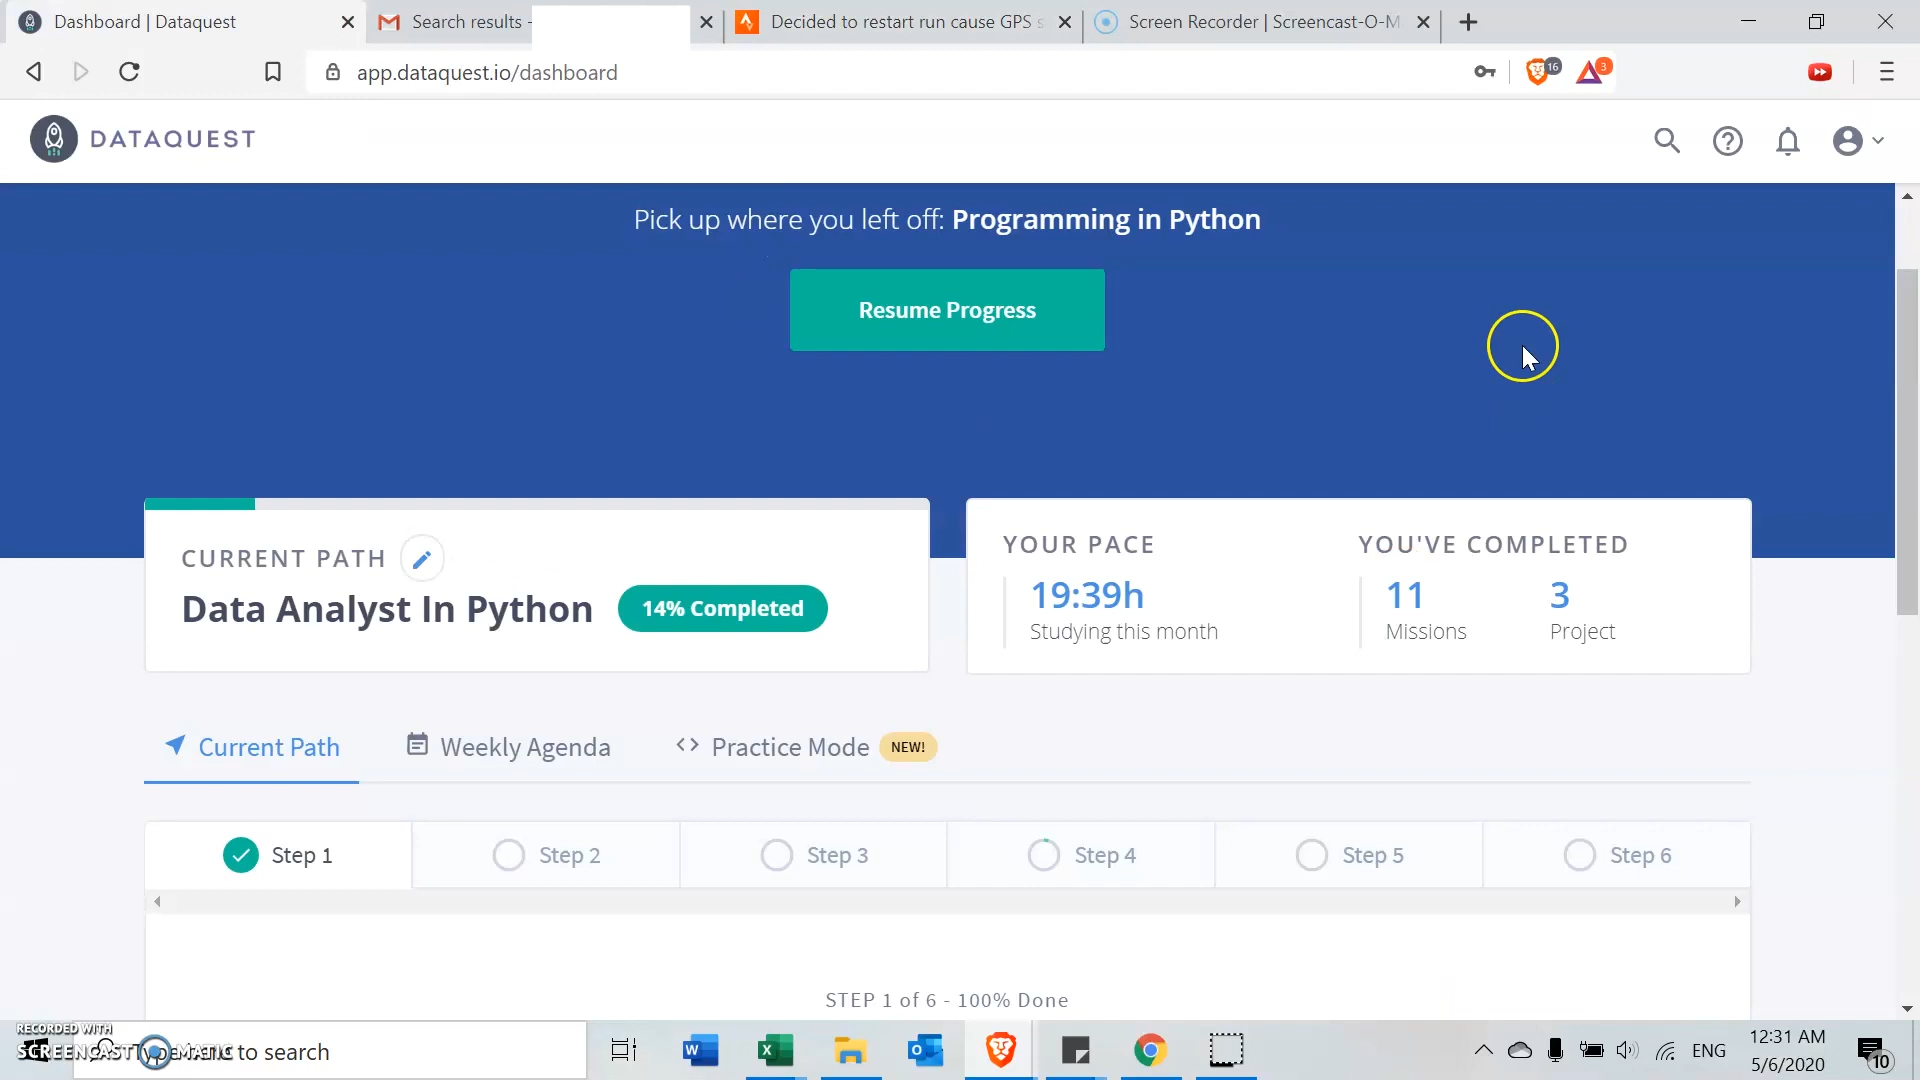 Dashboard | Dataquest
Search results -
Decided to restart run cause GPS s
Screen Recorder | Screencast-O-M
app.dataquest.io/dashboard
16
3
DATAQUEST
Pick up where you left off: Programming in Python
Resume Progress
CURRENT PATH
Data Analyst In Python
14% Completed
YOUR PACE
19:39h
Studying this month
YOU'VE COMPLETED
11
Missions
3
Project
Current Path
Weekly Agenda
Practice Mode
NEW!
Step 1
Step 2
Step 3
Step 4
Step 5
Step 6
STEP 1 of 6 - 100% Done
RECORDED WITH
SCREENCAST MATIC
to search
ENG
12:31 AM
5/6/2020
10